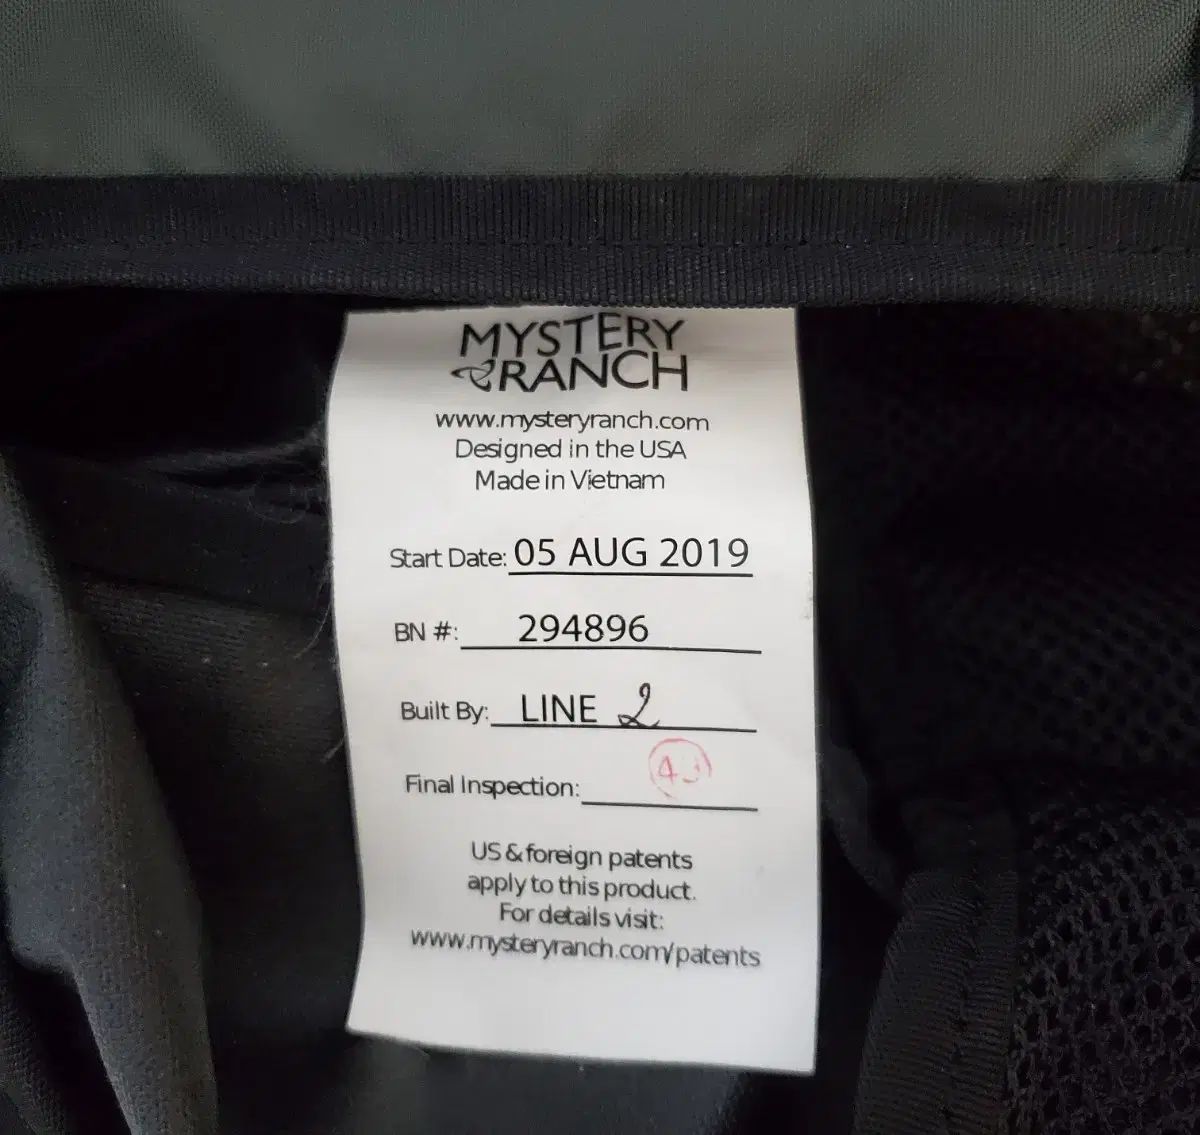 MYSTERY
RANCH
www.mysteryranch.com
Designed in the USA
Made in Vietnam
Start Date: 05 AUG 2019
BN #: 294896
Built By: LINE 2
Final Inspection:
US & foreign patents
apply to this product.
For details visit:
www.mysteryranch.com/patents